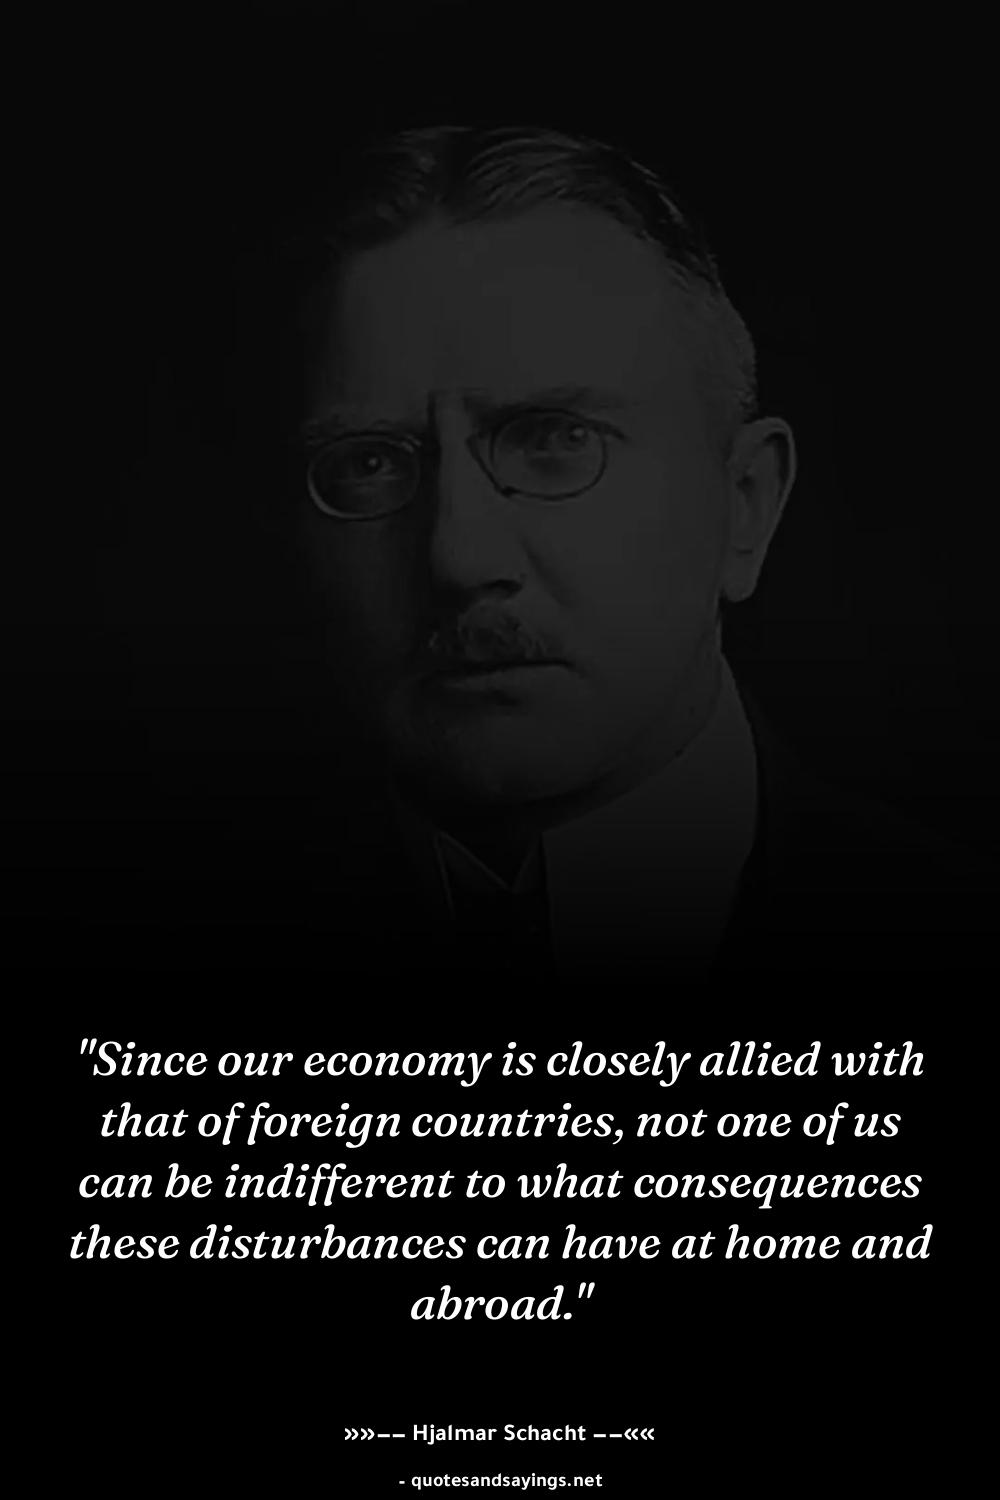 "Since our economy is closely allied with
that of foreign countries, not one of us
can be indifferent to what consequences
these disturbances can have at home and
abroad."
»»−− Hjalmar Schacht −−««
- quotesandsayings.net